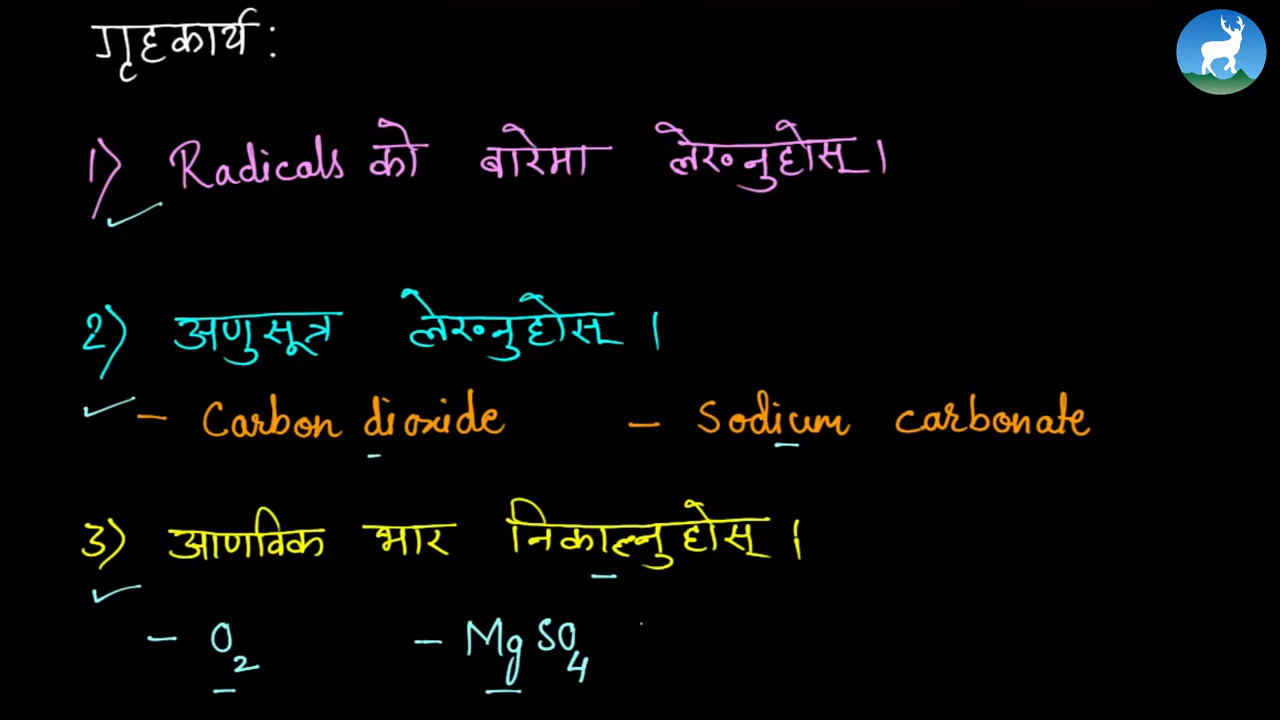 गृहकार्य :
1) Radicals को बारेमा लेख्नुहोस् ।
2) अणुसूत्र लेख्नुहोस् ।
- Carbon dioxide - Sodium carbonate
3) आणविक भार निकाल्नुहोस् ।
- O₂ - MgSO₄